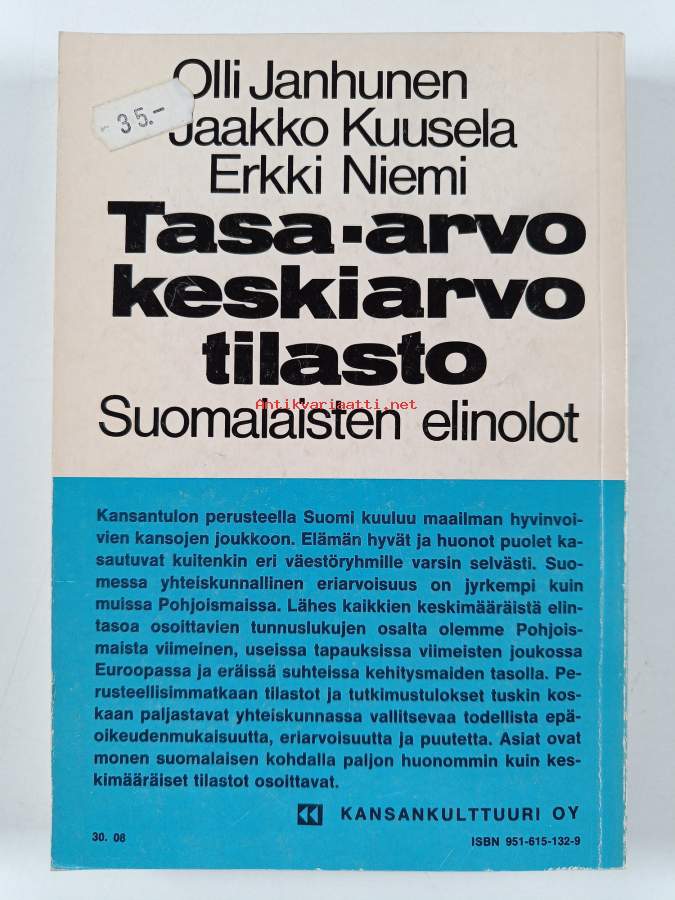 Olli Janhunen
35.-
Jaakko Kuusela
Erkki Niemi
Tasa-arvo
keskiarvo
tilasto
Antikvariaatti.net
Suomalaisten elinolot
Kansantulon perusteella Suomi kuuluu maailman hyvinvoi-
vien kansojen joukkoon. Elämän hyvät ja huonot puolet ka-
sautuvat kuitenkin eri väestöryhmille varsin selvästi. Suo-
messa yhteiskunnallinen eriarvoisuus on jyrkempi kuin
muissa Pohjoismaissa. Lähes kaikkien keskimääräistä elin-
tasoa osoittavien tunnuslukujen osalta olemme Pohjois-
maista viimeinen, useissa tapauksissa viimeisten joukossa
Euroopassa ja eräissä suhteissa kehitysmaiden tasolla. Pe-
rusteellisimmatkaan tilastot ja tutkimustulokset tuskin kos-
kaan paljastavat yhteiskunnassa vallitsevaa todellista epä-
oikeudenmukaisuutta, eriarvoisuutta ja puutetta. Asiat ovat
monen suomalaisen kohdalla paljon huonommin kuin kes-
kimääräiset tilastot osoittavat.
KANSANKULTTUURI OY
30. 08
ISBN 951-615-132-9